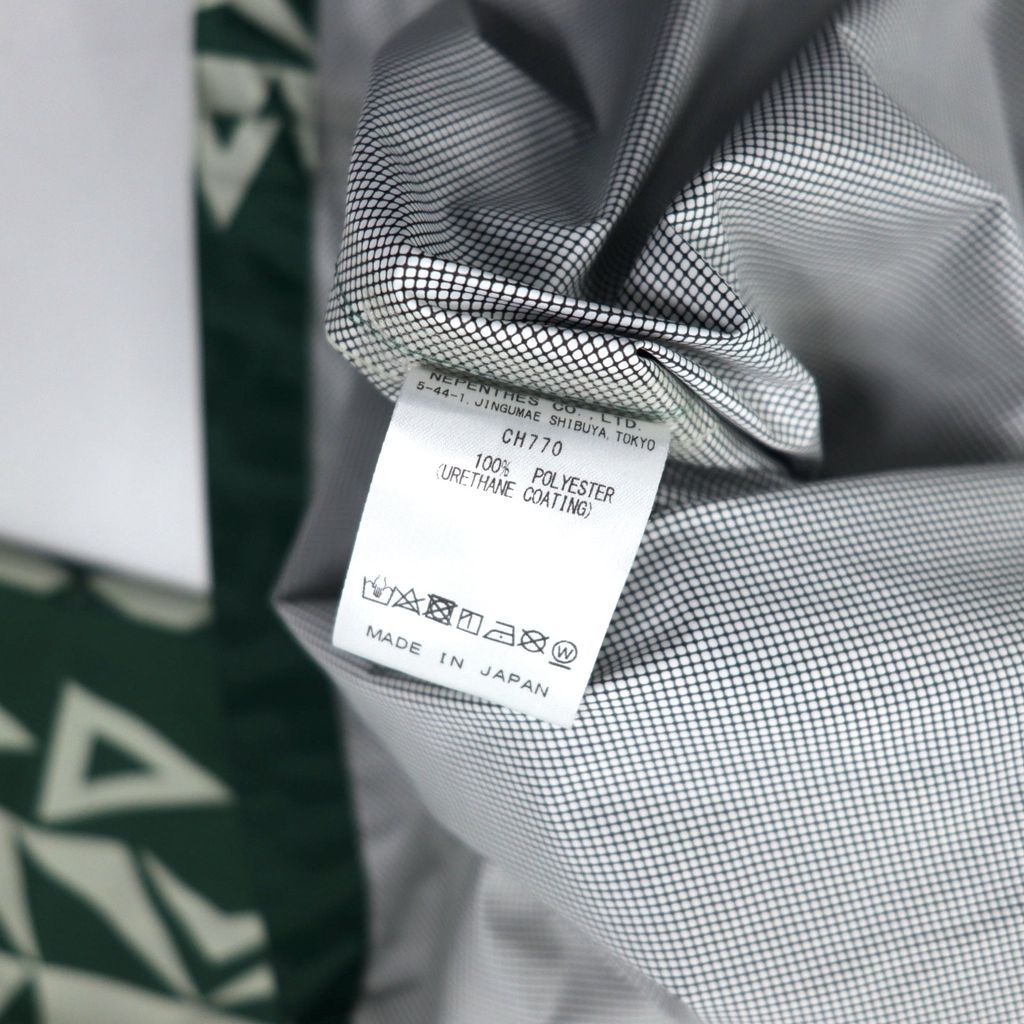 NEPENTHES CO.,LTD.
5-44-1, JINGUMAE SHIBUYA, TOKYO
CH770
100% POLYESTER
(URETHANE COATING)
W
MADE IN JAPAN